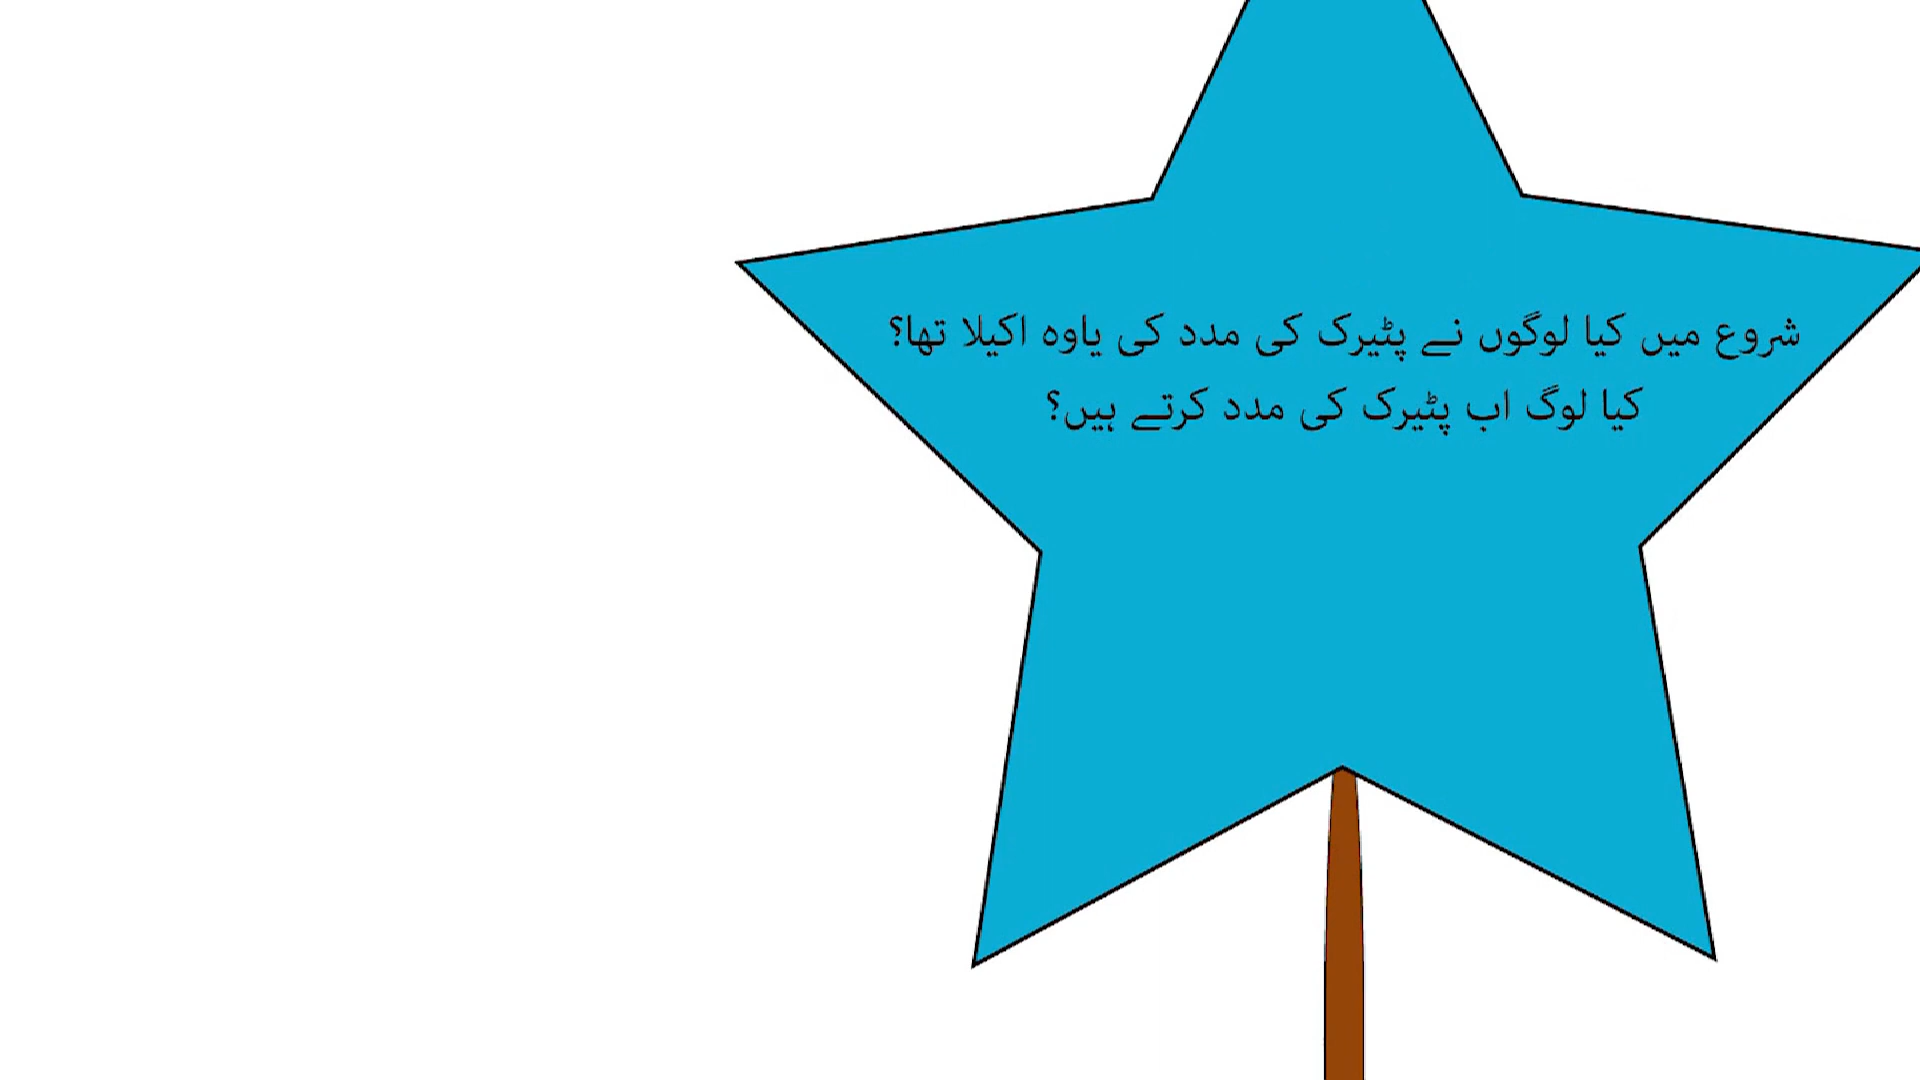 شروع میں کیا لوگوں نے پٹیرک کی مدد کی یاوہ اکیلا تھا؟
کیا لوگ اب پٹیرک کی مدد کرتے ہیں؟